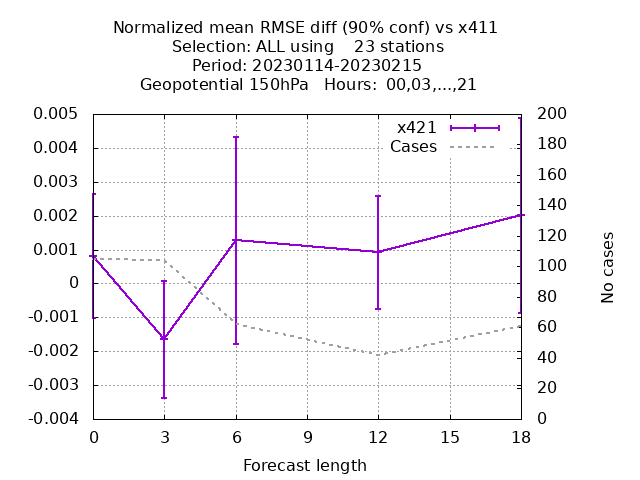 Normalized mean RMSE diff (90% conf) vs x411
Selection: ALL using    23 stations
Period: 20230114-20230215
Geopotential 150hPa   Hours:  00,03,...,21
0.005
0.004
0.003
0.002
0.001
0
-0.001
-0.002
-0.003
-0.004
x421
Cases
200
180
160
140
120
100
80
60
40
20
0
No cases
0 3 6 9 12 15 18
Forecast length